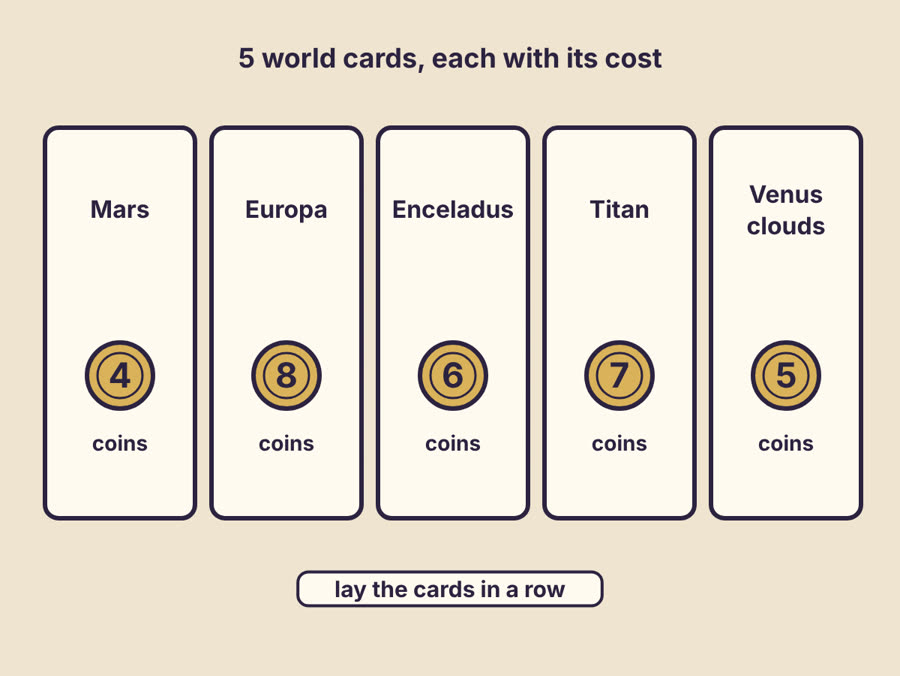 5 world cards, each with its cost
Mars
Europa
Enceladus
Titan
Venus
clouds
4
8
6
7
5
coins
coins
coins
coins
coins
lay the cards in a row